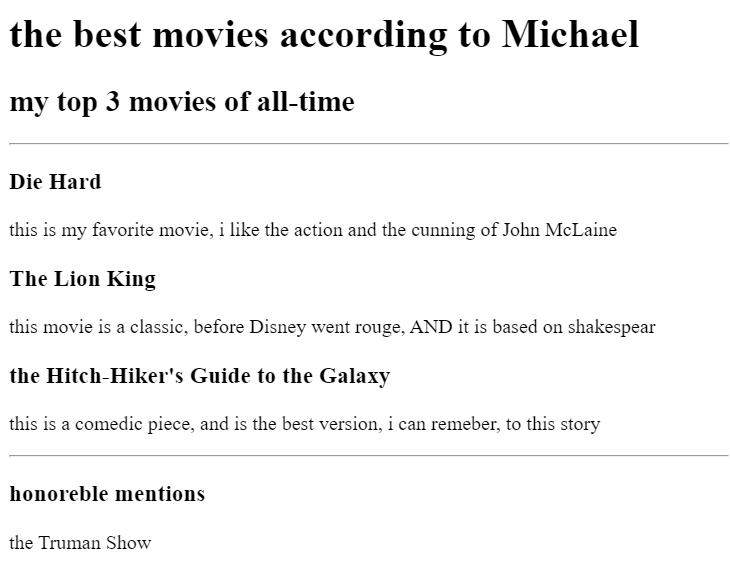 the best movies according to Michael
my top 3 movies of all-time
Die Hard
this is my favorite movie, i like the action and the cunning of John McLaine
The Lion King
this movie is a classic, before Disney went rouge, AND it is based on shakespear
the Hitch-Hiker's Guide to the Galaxy
this is a comedic piece, and is the best version, i can remeber, to this story
honoreble mentions
the Truman Show